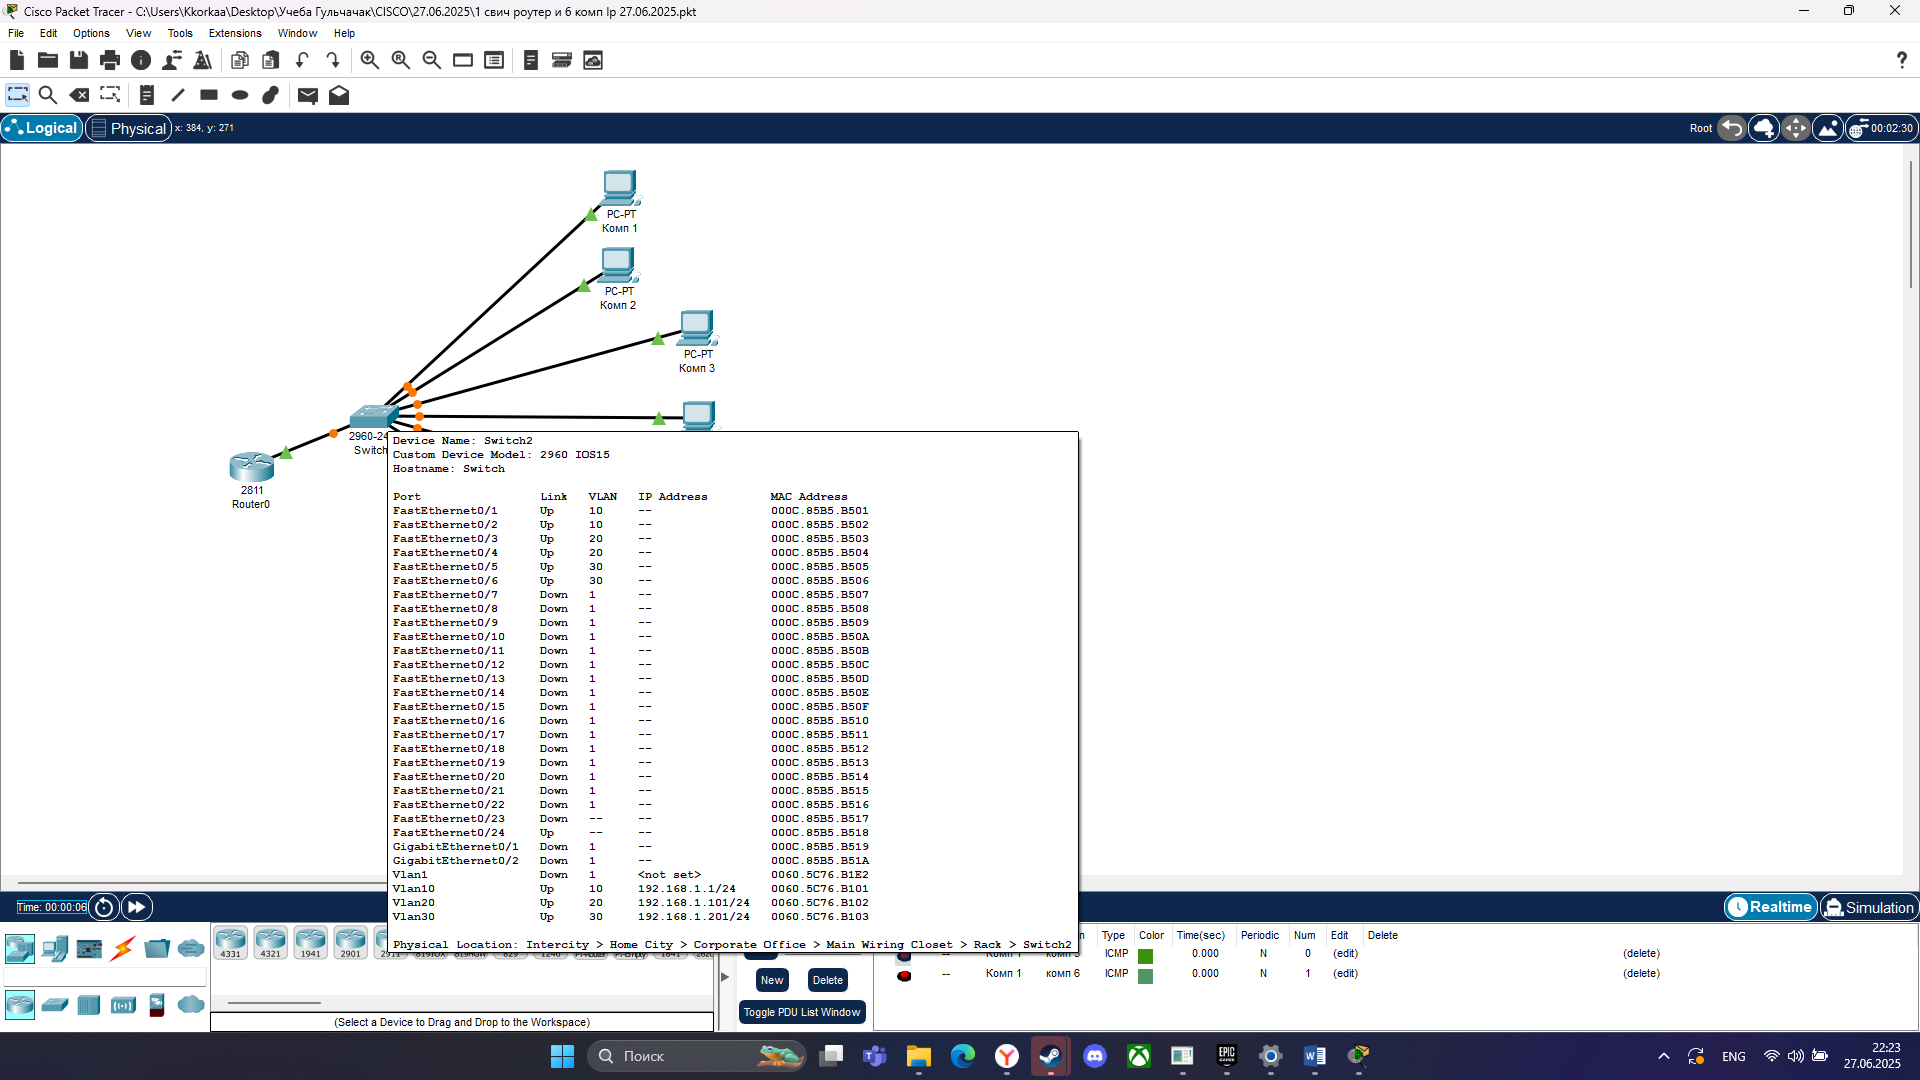 Cisco Packet Tracer - C:\Users\Kkorkaa\Desktop\Учеба Гульчачак\CISCO\27.06.2025\1 свич роутер и 6 комп Ip 27.06.2025.pkt
File Edit Options View Tools Extensions Window Help
Logical Physical x: 384, y: 271 Root 00:02:30
PC-PT
Комп 1
PC-PT
Комп 2
PC-PT
Комп 3
2960-24
Switch
2811
Router0
Device Name: Switch2
Custom Device Model: 2960 IOS15
Hostname: Switch
Port Link VLAN IP Address MAC Address
FastEthernet0/1 Up 10 -- 000C.85B5.B501
FastEthernet0/2 Up 10 -- 000C.85B5.B502
FastEthernet0/3 Up 20 -- 000C.85B5.B503
FastEthernet0/4 Up 20 -- 000C.85B5.B504
FastEthernet0/5 Up 30 -- 000C.85B5.B505
FastEthernet0/6 Up 30 -- 000C.85B5.B506
FastEthernet0/7 Down 1 -- 000C.85B5.B507
FastEthernet0/8 Down 1 -- 000C.85B5.B508
FastEthernet0/9 Down 1 -- 000C.85B5.B509
FastEthernet0/10 Down 1 -- 000C.85B5.B50A
FastEthernet0/11 Down 1 -- 000C.85B5.B50B
FastEthernet0/12 Down 1 -- 000C.85B5.B50C
FastEthernet0/13 Down 1 -- 000C.85B5.B50D
FastEthernet0/14 Down 1 -- 000C.85B5.B50E
FastEthernet0/15 Down 1 -- 000C.85B5.B50F
FastEthernet0/16 Down 1 -- 000C.85B5.B510
FastEthernet0/17 Down 1 -- 000C.85B5.B511
FastEthernet0/18 Down 1 -- 000C.85B5.B512
FastEthernet0/19 Down 1 -- 000C.85B5.B513
FastEthernet0/20 Down 1 -- 000C.85B5.B514
FastEthernet0/21 Down 1 -- 000C.85B5.B515
FastEthernet0/22 Down 1 -- 000C.85B5.B516
FastEthernet0/23 Down -- -- 000C.85B5.B517
FastEthernet0/24 Up -- -- 000C.85B5.B518
GigabitEthernet0/1 Down 1 -- 000C.85B5.B519
GigabitEthernet0/2 Down 1 -- 000C.85B5.B51A
Vlan1 Down 1 <not set> 0060.5C76.B1E2
Vlan10 Up 10 192.168.1.1/24 0060.5C76.B101
Vlan20 Up 20 192.168.1.101/24 0060.5C76.B102
Vlan30 Up 30 192.168.1.201/24 0060.5C76.B103
Physical Location: Intercity > Home City > Corporate Office > Main Wiring Closet > Rack > Switch2
Time: 00:00:06 Realtime Simulation
4331 4321 1941 2901 2911 819IOX 819HGW 829 1240 PT-Router PT-Empty 1841
(Select a Device to Drag and Drop to the Workspace)
New Delete
Toggle PDU List Window
Type Color Time(sec) Periodic Num Edit Delete
-- Комп 1 ICMP 0.000 N 0 (edit) (delete)
-- Комп 1 комп 6 ICMP 0.000 N 1 (edit) (delete)
Поиск
EPIC GAMES
ENG
22:23
27.06.2025